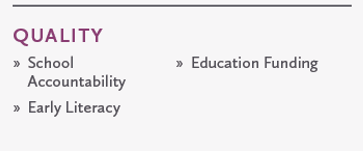 QUALITY
» School
Accountability
» Early Literacy
» Education Funding